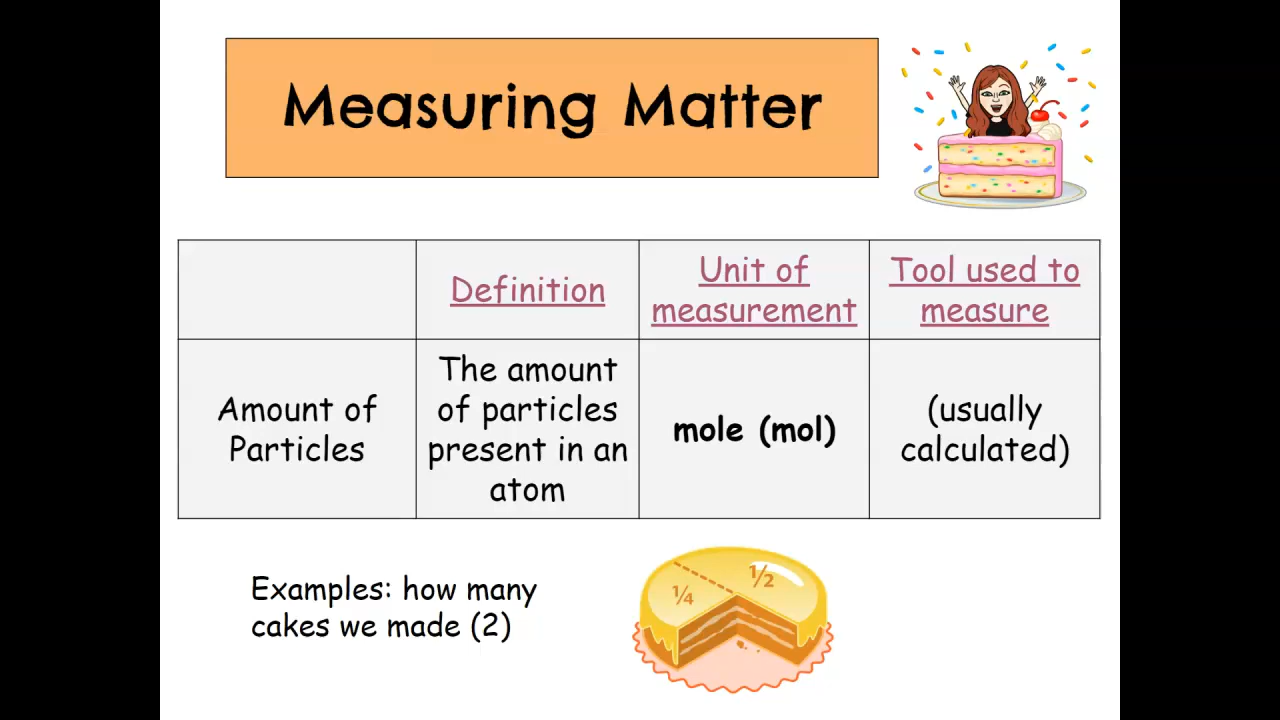 Measuring Matter
Definition
Unit of
measurement
Tool used to
measure
Amount of
Particles
The amount
of particles
present in an
atom
mole (mol)
(usually
calculated)
Examples: how many
cakes we made (2)
1/4
1/2